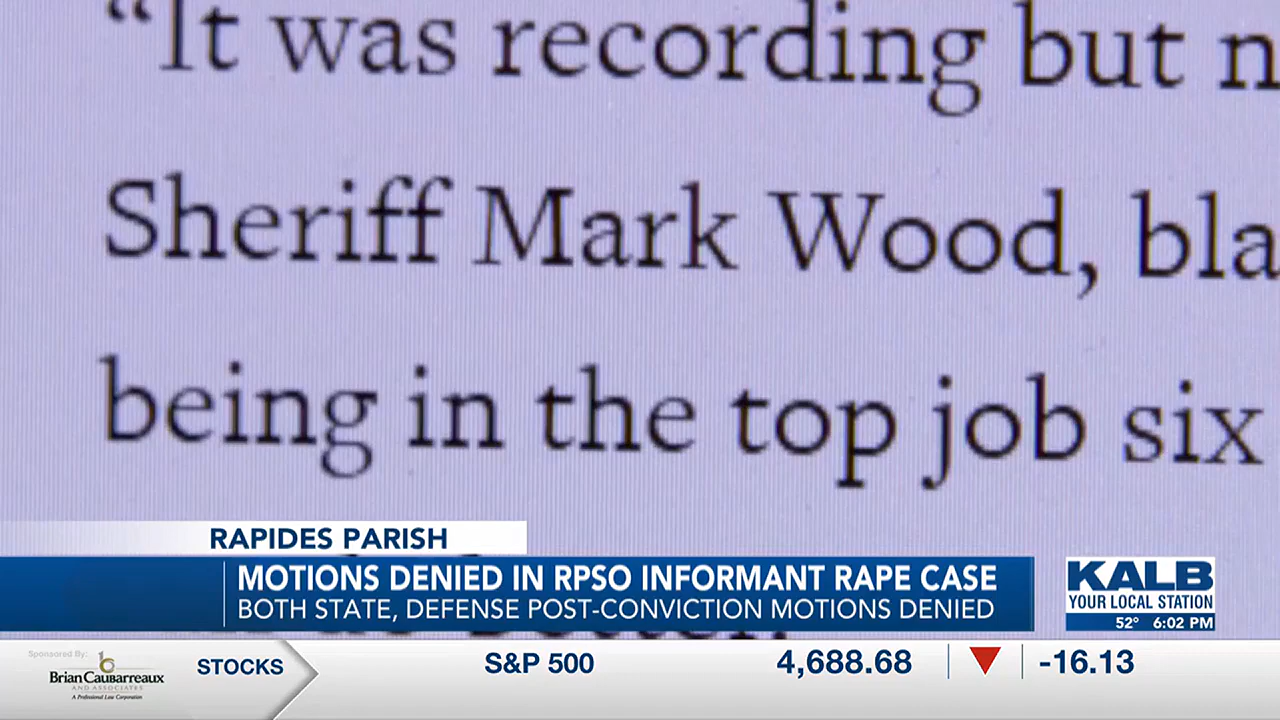 “It was recording but n
Sheriff Mark Wood, bla
being in the top job six
RAPIDES PARISH
MOTIONS DENIED IN RPSO INFORMANT RAPE CASE
BOTH STATE, DEFENSE POST-CONVICTION MOTIONS DENIED
KALB
YOUR LOCAL STATION
52° 6:02 PM
Sponsored By:
Brian Caubarreaux
AND ASSOCIATES
A Professional Law Corporation
STOCKS
S&P 500 4,688.68 -16.13